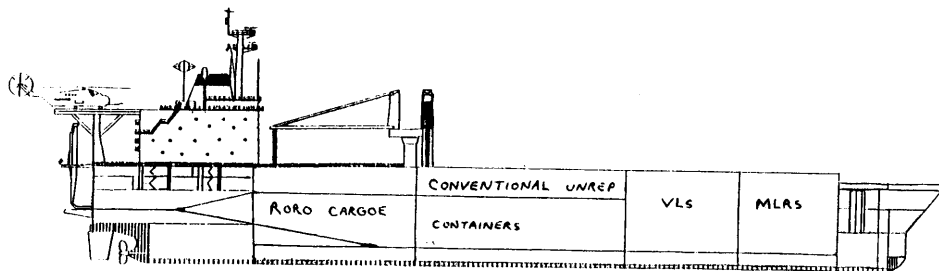 CONVENTIONAL UNREP
RORO CARGOE
CONTAINERS
VLS
MLRS